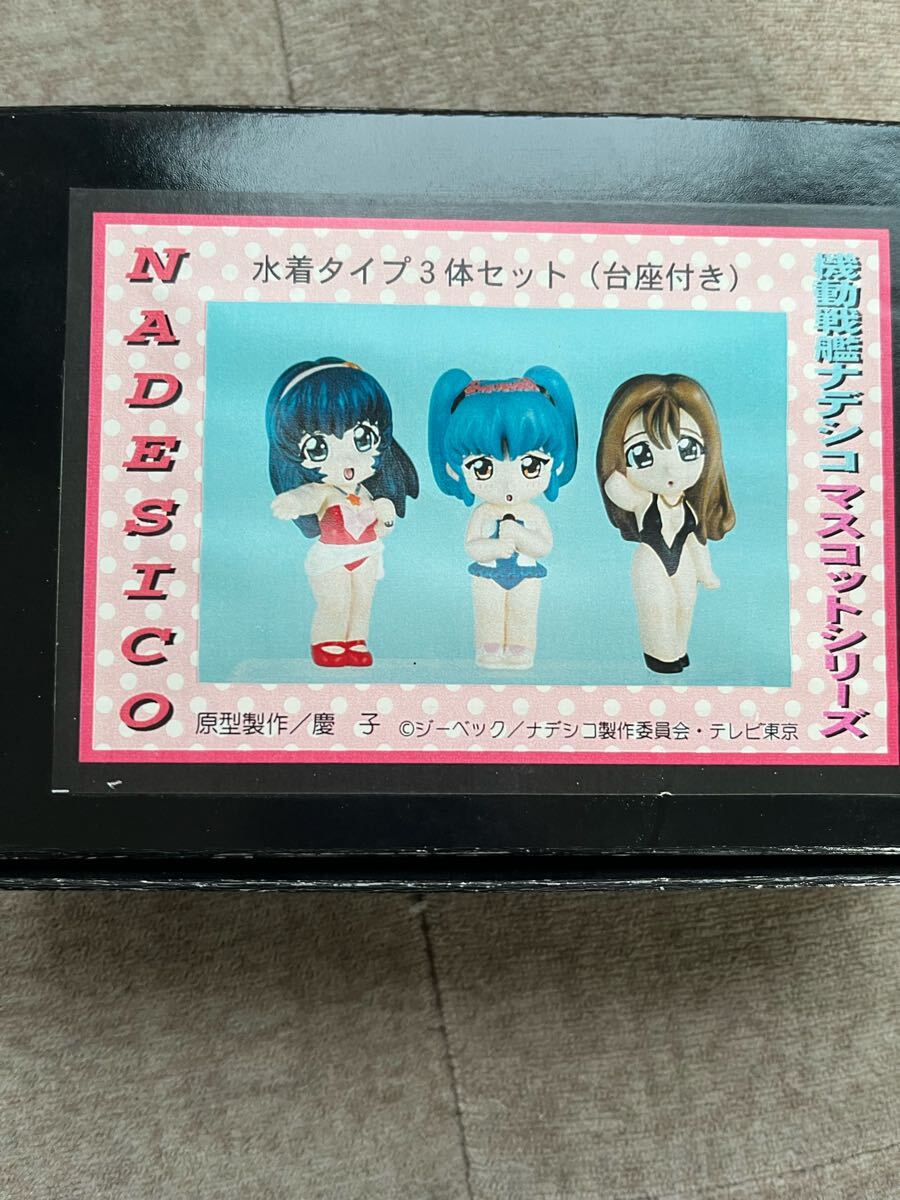 水着タイプ3体セット（台座付き）
NADESICO
機動戦艦ナデシコ マスコットシリーズ
原型製作／慶 子 ©ジーベック／ナデシコ製作委員会・テレビ東京